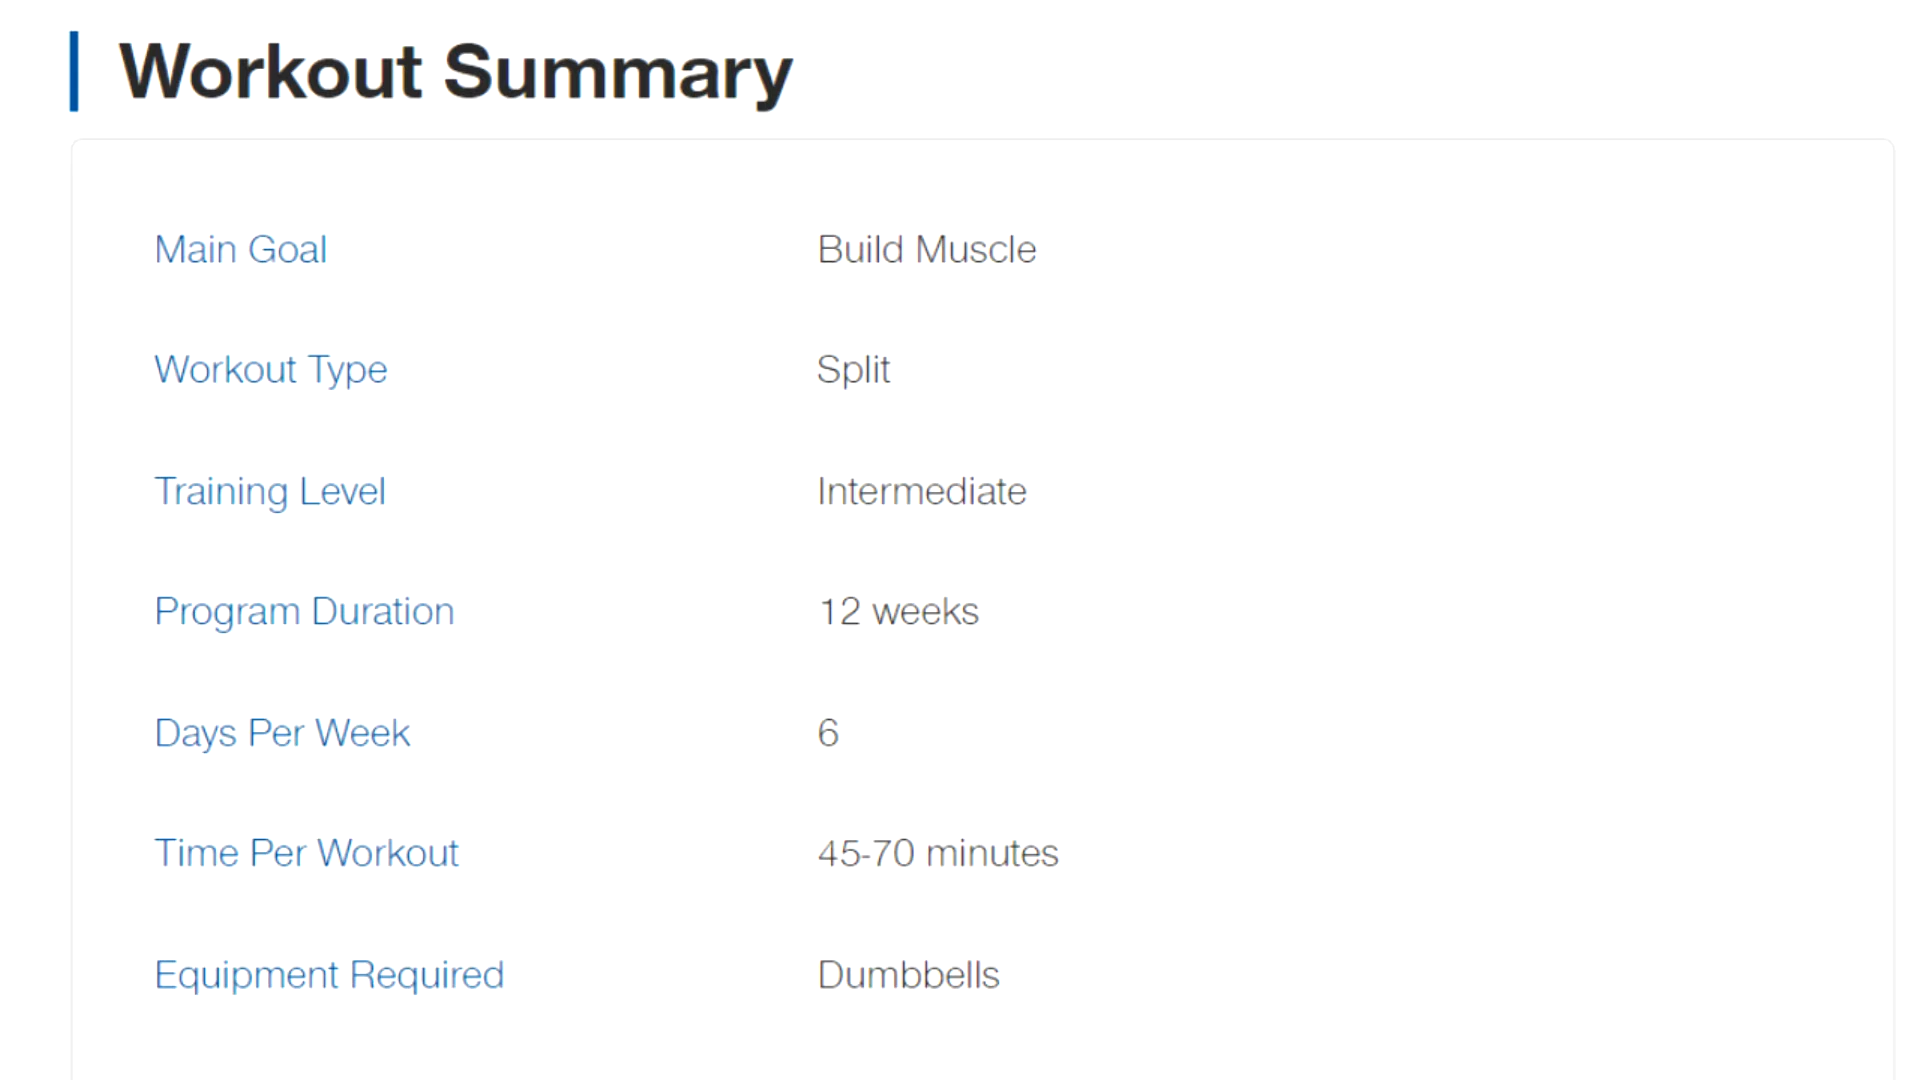 Workout Summary
Main Goal Build Muscle
Workout Type Split
Training Level Intermediate
Program Duration 12 weeks
Days Per Week 6
Time Per Workout 45-70 minutes
Equipment Required Dumbbells